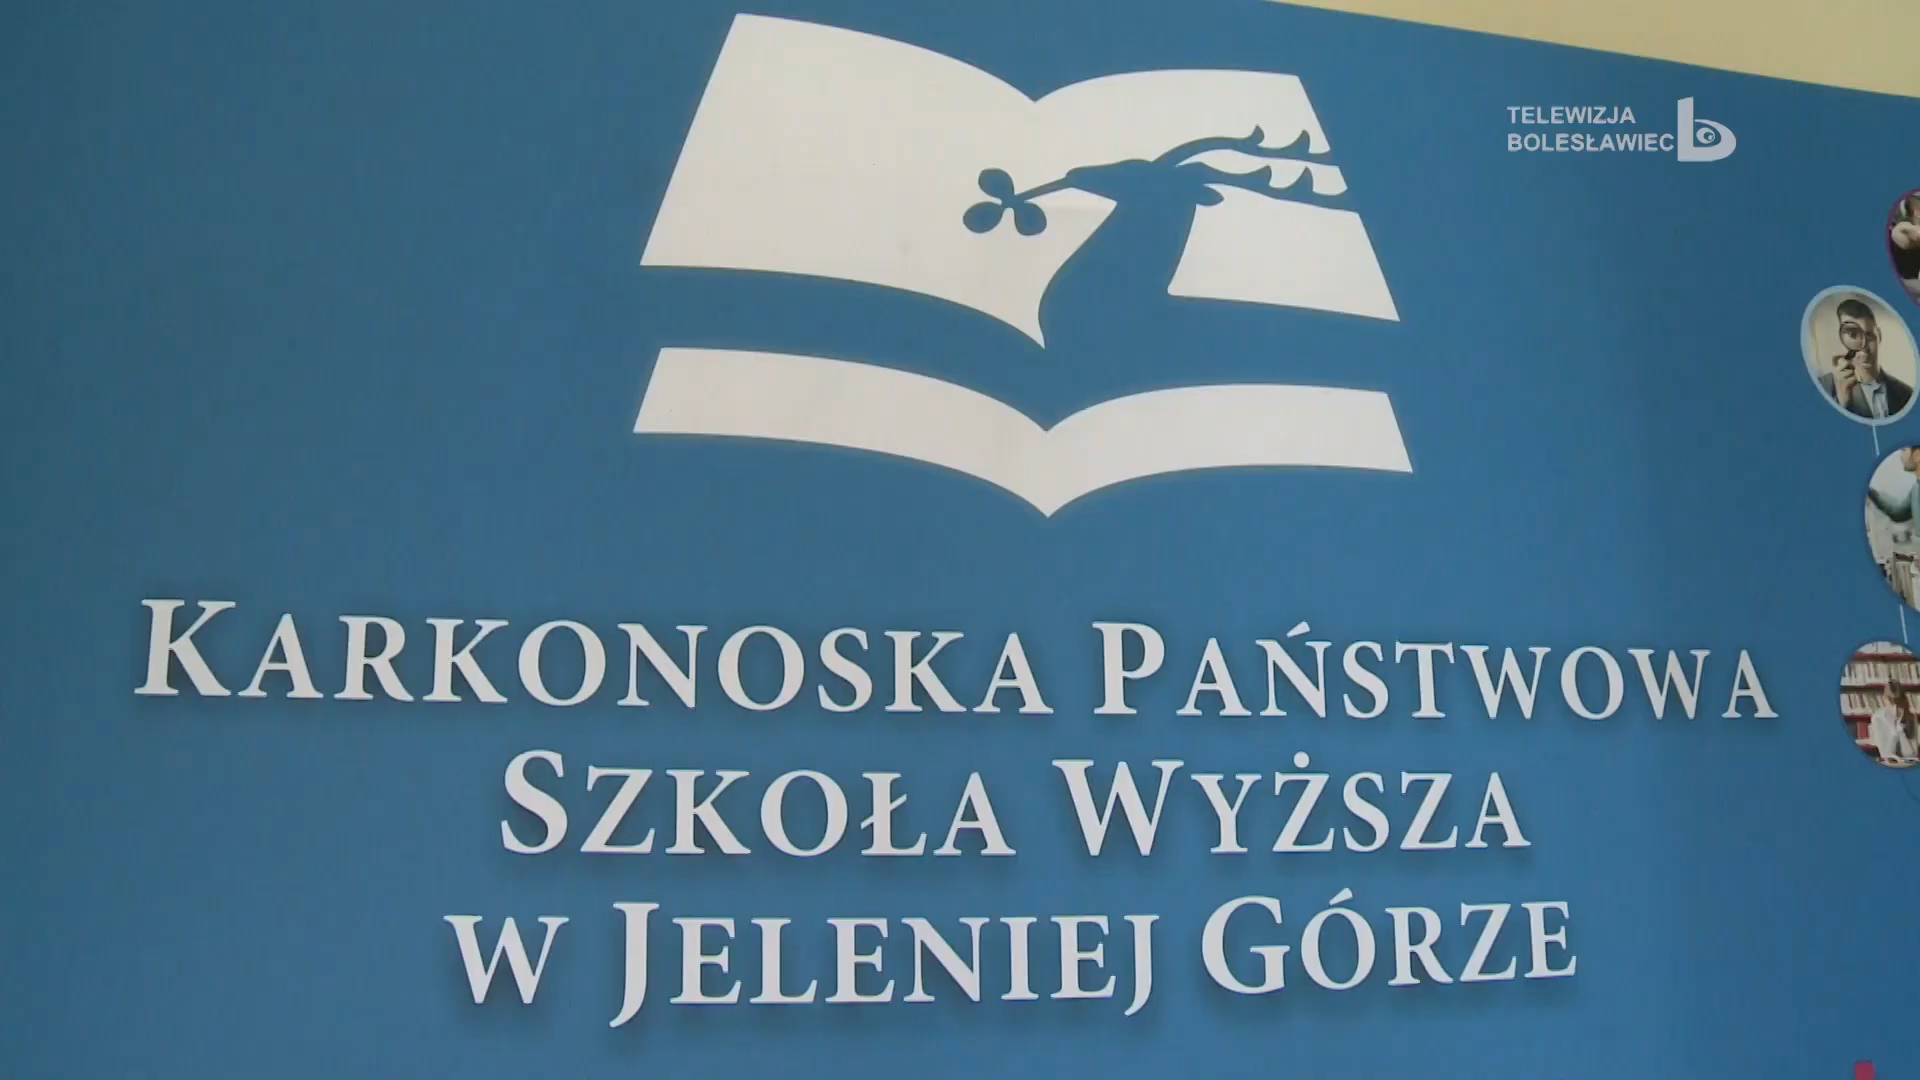 TELEWIZJA
BOLESŁAWIEC
KARKONOSKA PAŃSTWOWA
SZKOŁA WYŻSZA
W JELENIEJ GÓRZE